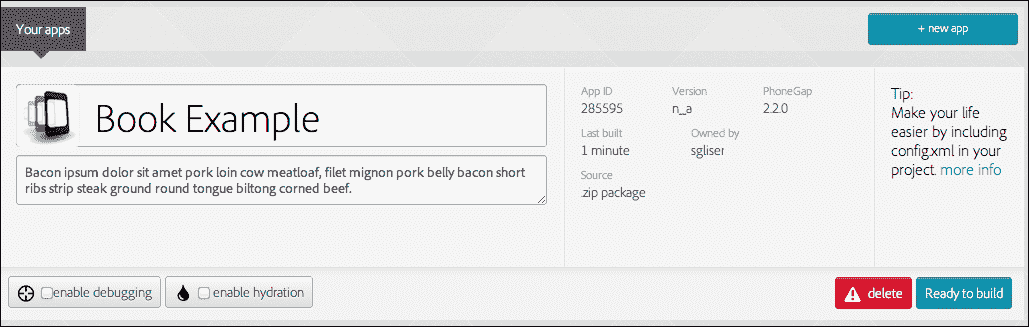 Your apps
+ new app
Book Example
Bacon ipsum dolor sit amet pork loin cow meatloaf, filet mignon pork belly bacon short
ribs strip steak ground round tongue biltong corned beef.
App ID
Version
PhoneGap
285595
n_a
2.2.0
Last built
Owned by
1 minute
sgliser
Source
.zip package
Tip:
Make your life
easier by including
config.xml in your
project. more info
enable debugging
enable hydration
delete
Ready to build